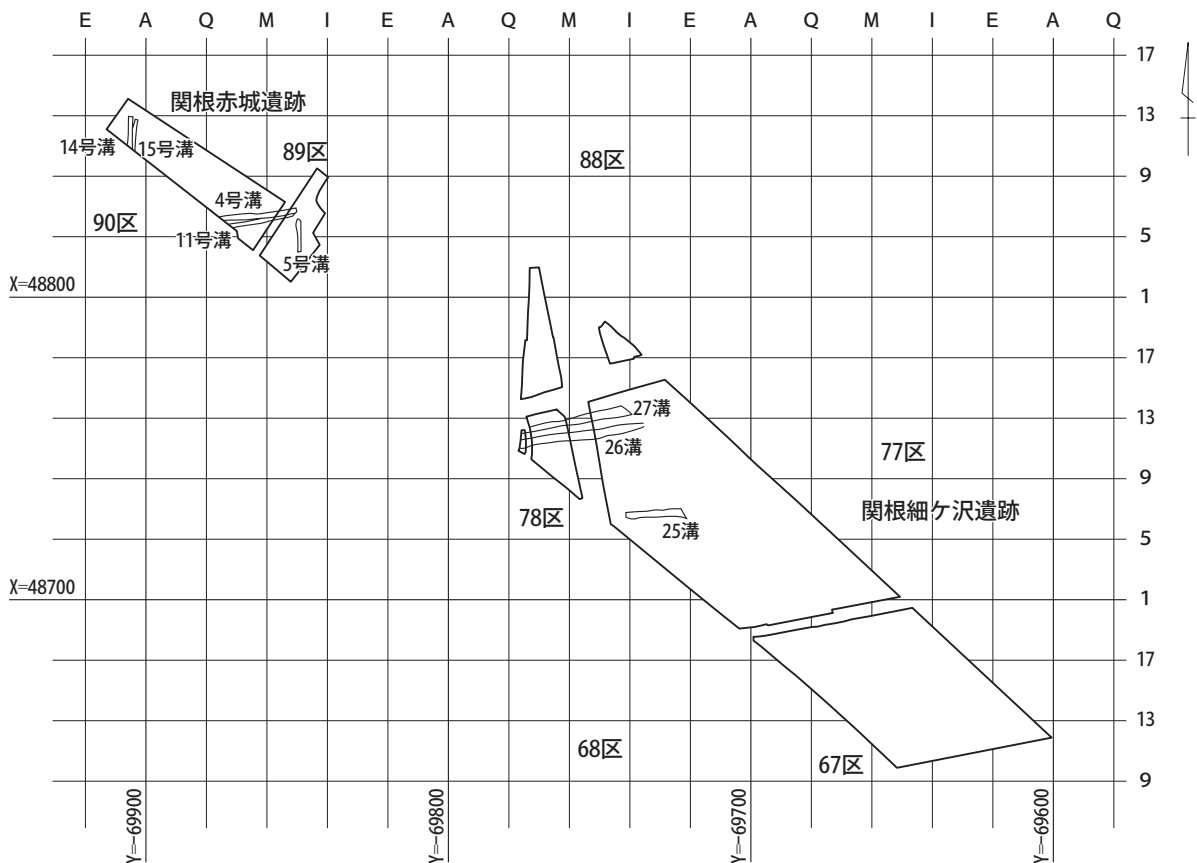 E A Q M I E A Q M I E A Q M I E A Q
17
関根赤城遺跡
13
14号溝 15号溝
89区
88区
9
4号溝
90区
11号溝
5
5号溝
X=48800
1
17
27溝
13
26溝
77区
9
78区
関根細ケ沢遺跡
25溝
5
X=48700
1
17
13
68区
67区
9
Y=-69900
Y=-69800
Y=-69700
Y=-69600